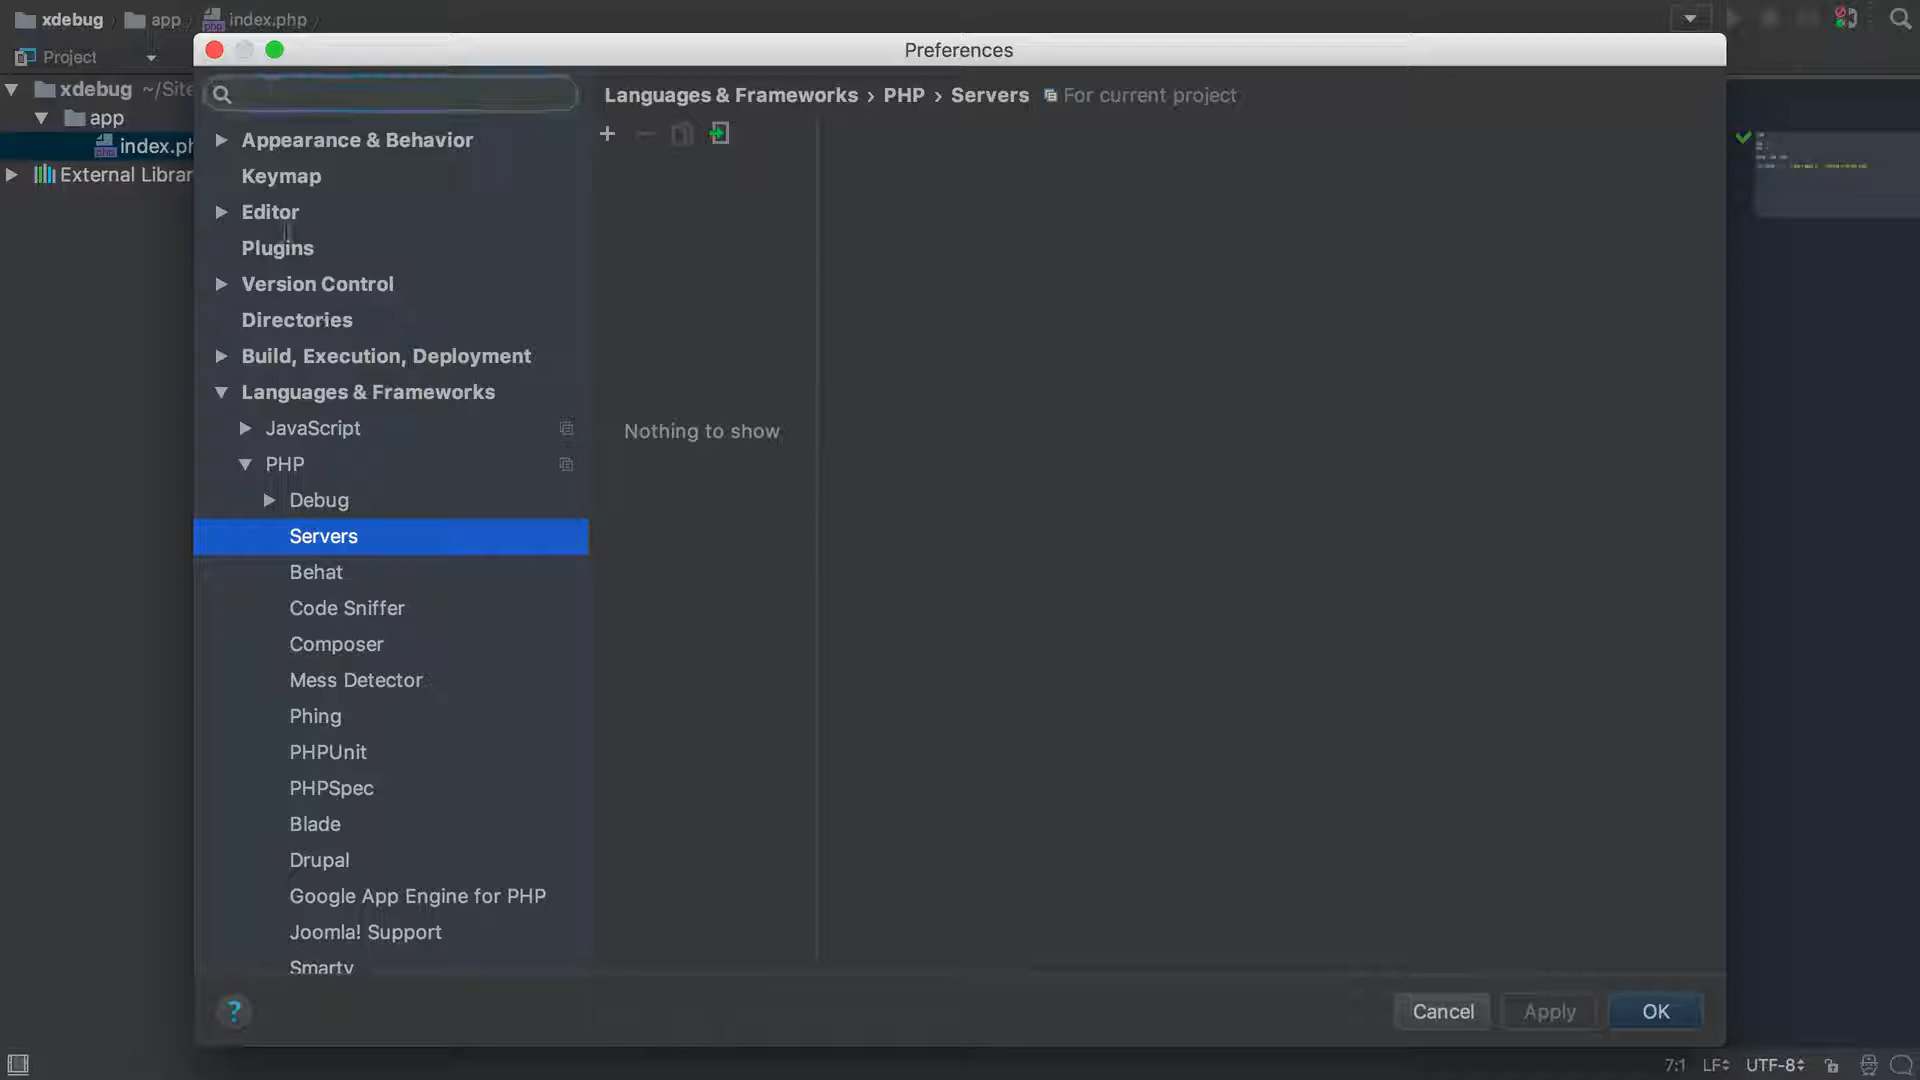 xdebug app index.php
Project
Preferences
xdebug ~/Site
app
index.ph
External Librar
Languages & Frameworks › PHP › Servers For current project
Appearance & Behavior
Keymap
Editor
Plugins
Version Control
Directories
Build, Execution, Deployment
Languages & Frameworks
JavaScript
PHP
Debug
Servers
Behat
Code Sniffer
Composer
Mess Detector
Phing
PHPUnit
PHPSpec
Blade
Drupal
Google App Engine for PHP
Joomla! Support
Smarty
Nothing to show
?
Cancel
Apply
OK
7:1 LF UTF-8